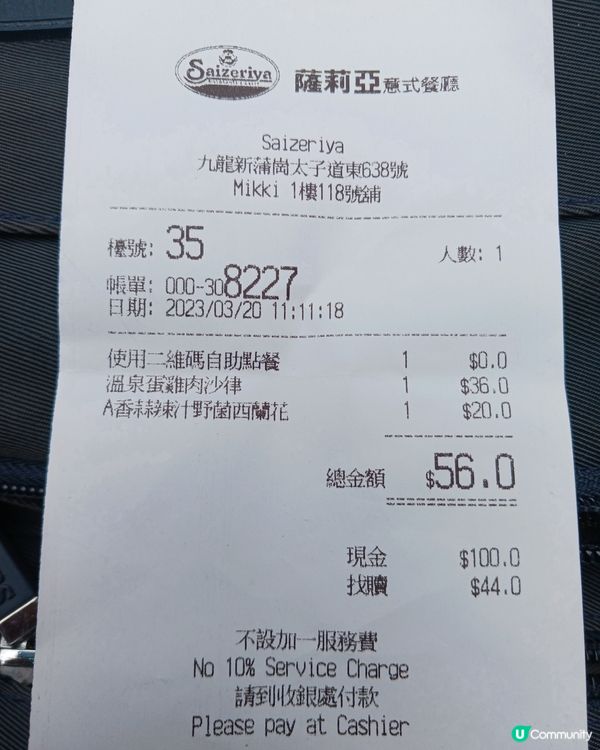 Saizeriya
薩莉亞意式餐廳
Saizeriya
九龍新蒲崗太子道東638號
Mikki 1樓118號舖
檯號: 35
人數: 1
帳單: 000-308227
日期: 2023/03/20 11:11:18
使用二維碼自助點餐 1 $0.0
溫泉蛋雞肉沙律 1 $36.0
A香蒜辣汁野菌西蘭花 1 $20.0
總金額 $56.0
現金 $100.0
找贖 $44.0
不設加一服務費
No 10% Service Charge
請到收銀處付款
Please pay at Cashier
U Community